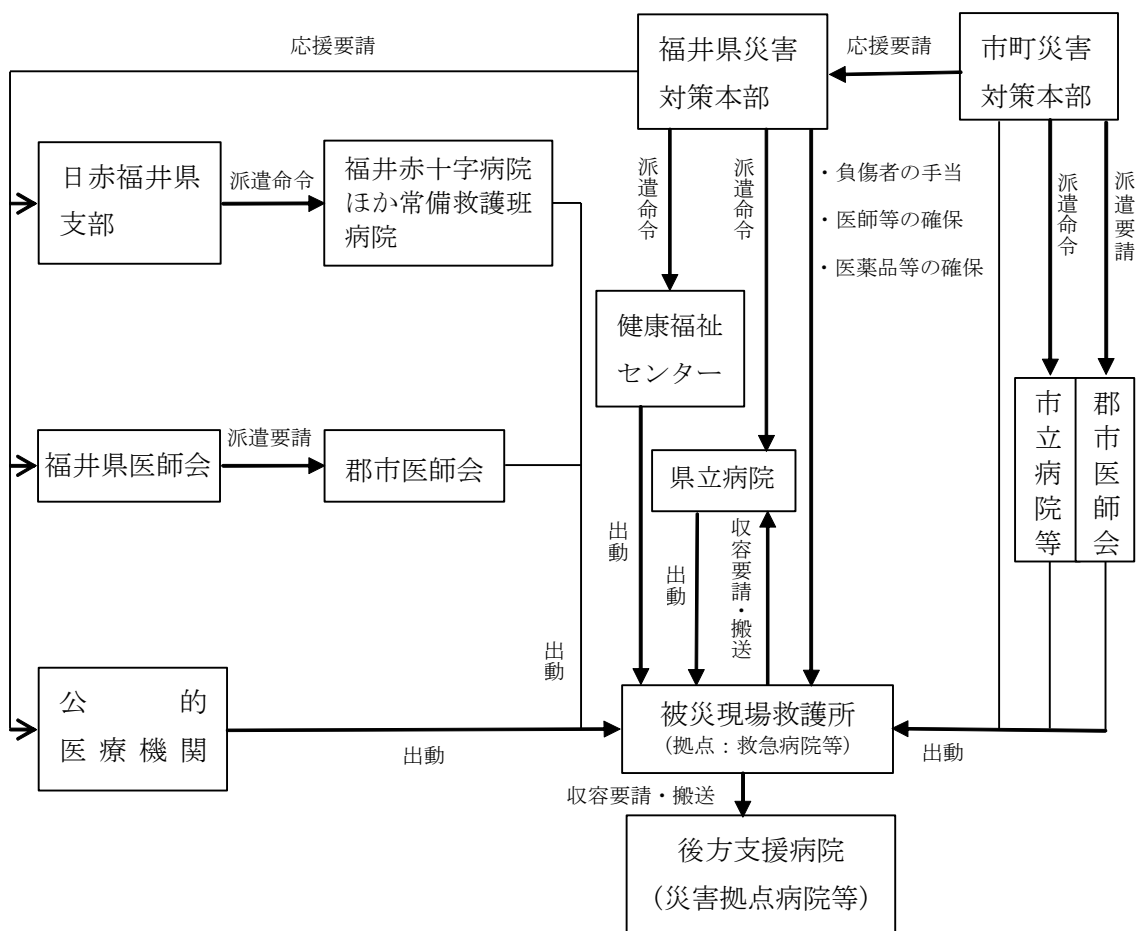 応援要請
福井県災害
対策本部
応援要請
市町災害
対策本部
日赤福井県
支部
派遣命令
福井赤十字病院
ほか常備救護班
病院
派遣命令
派遣命令
・負傷者の手当
・医師等の確保
・医薬品等の確保
派遣命令
派遣要請
健康福祉
センター
市立病院等
郡市医師会
福井県医師会
派遣要請
郡市医師会
県立病院
出動
出動
収容要請・搬送
出動
公的
医療機関
出動
被災現場救護所
（拠点：救急病院等）
出動
収容要請・搬送
後方支援病院
（災害拠点病院等）